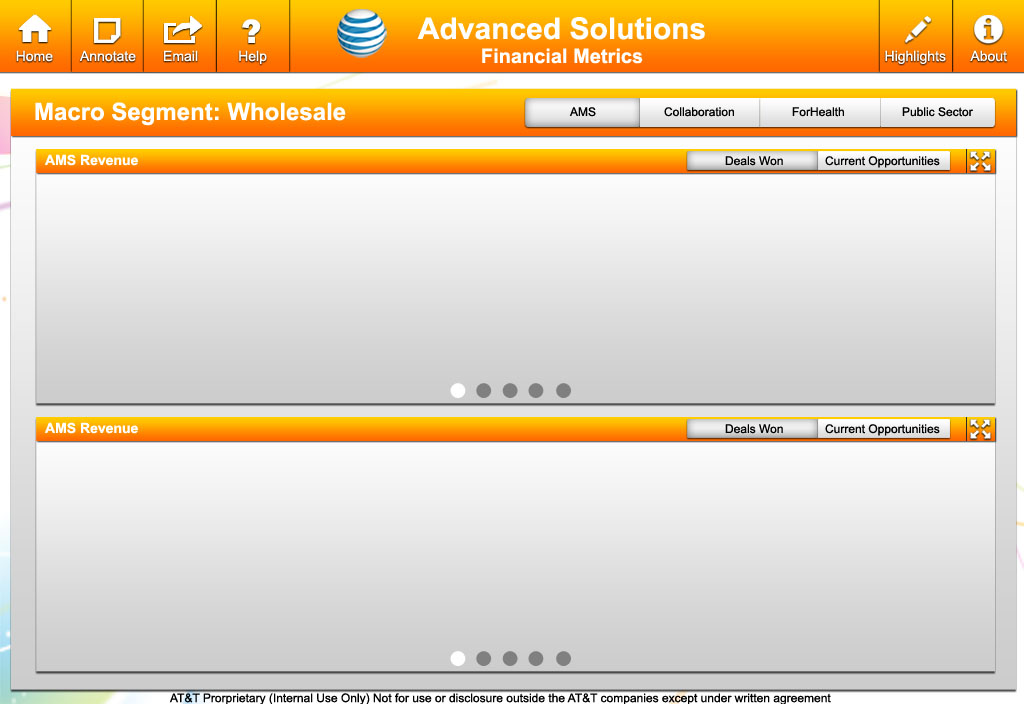 Home
Annotate
Email
Help
Advanced Solutions
Financial Metrics
Highlights
About
Macro Segment: Wholesale
AMS
Collaboration
ForHealth
Public Sector
AMS Revenue
Deals Won
Current Opportunities
AMS Revenue
Deals Won
Current Opportunities
AT&T Prorprietary (Internal Use Only) Not for use or disclosure outside the AT&T companies except under written agreement